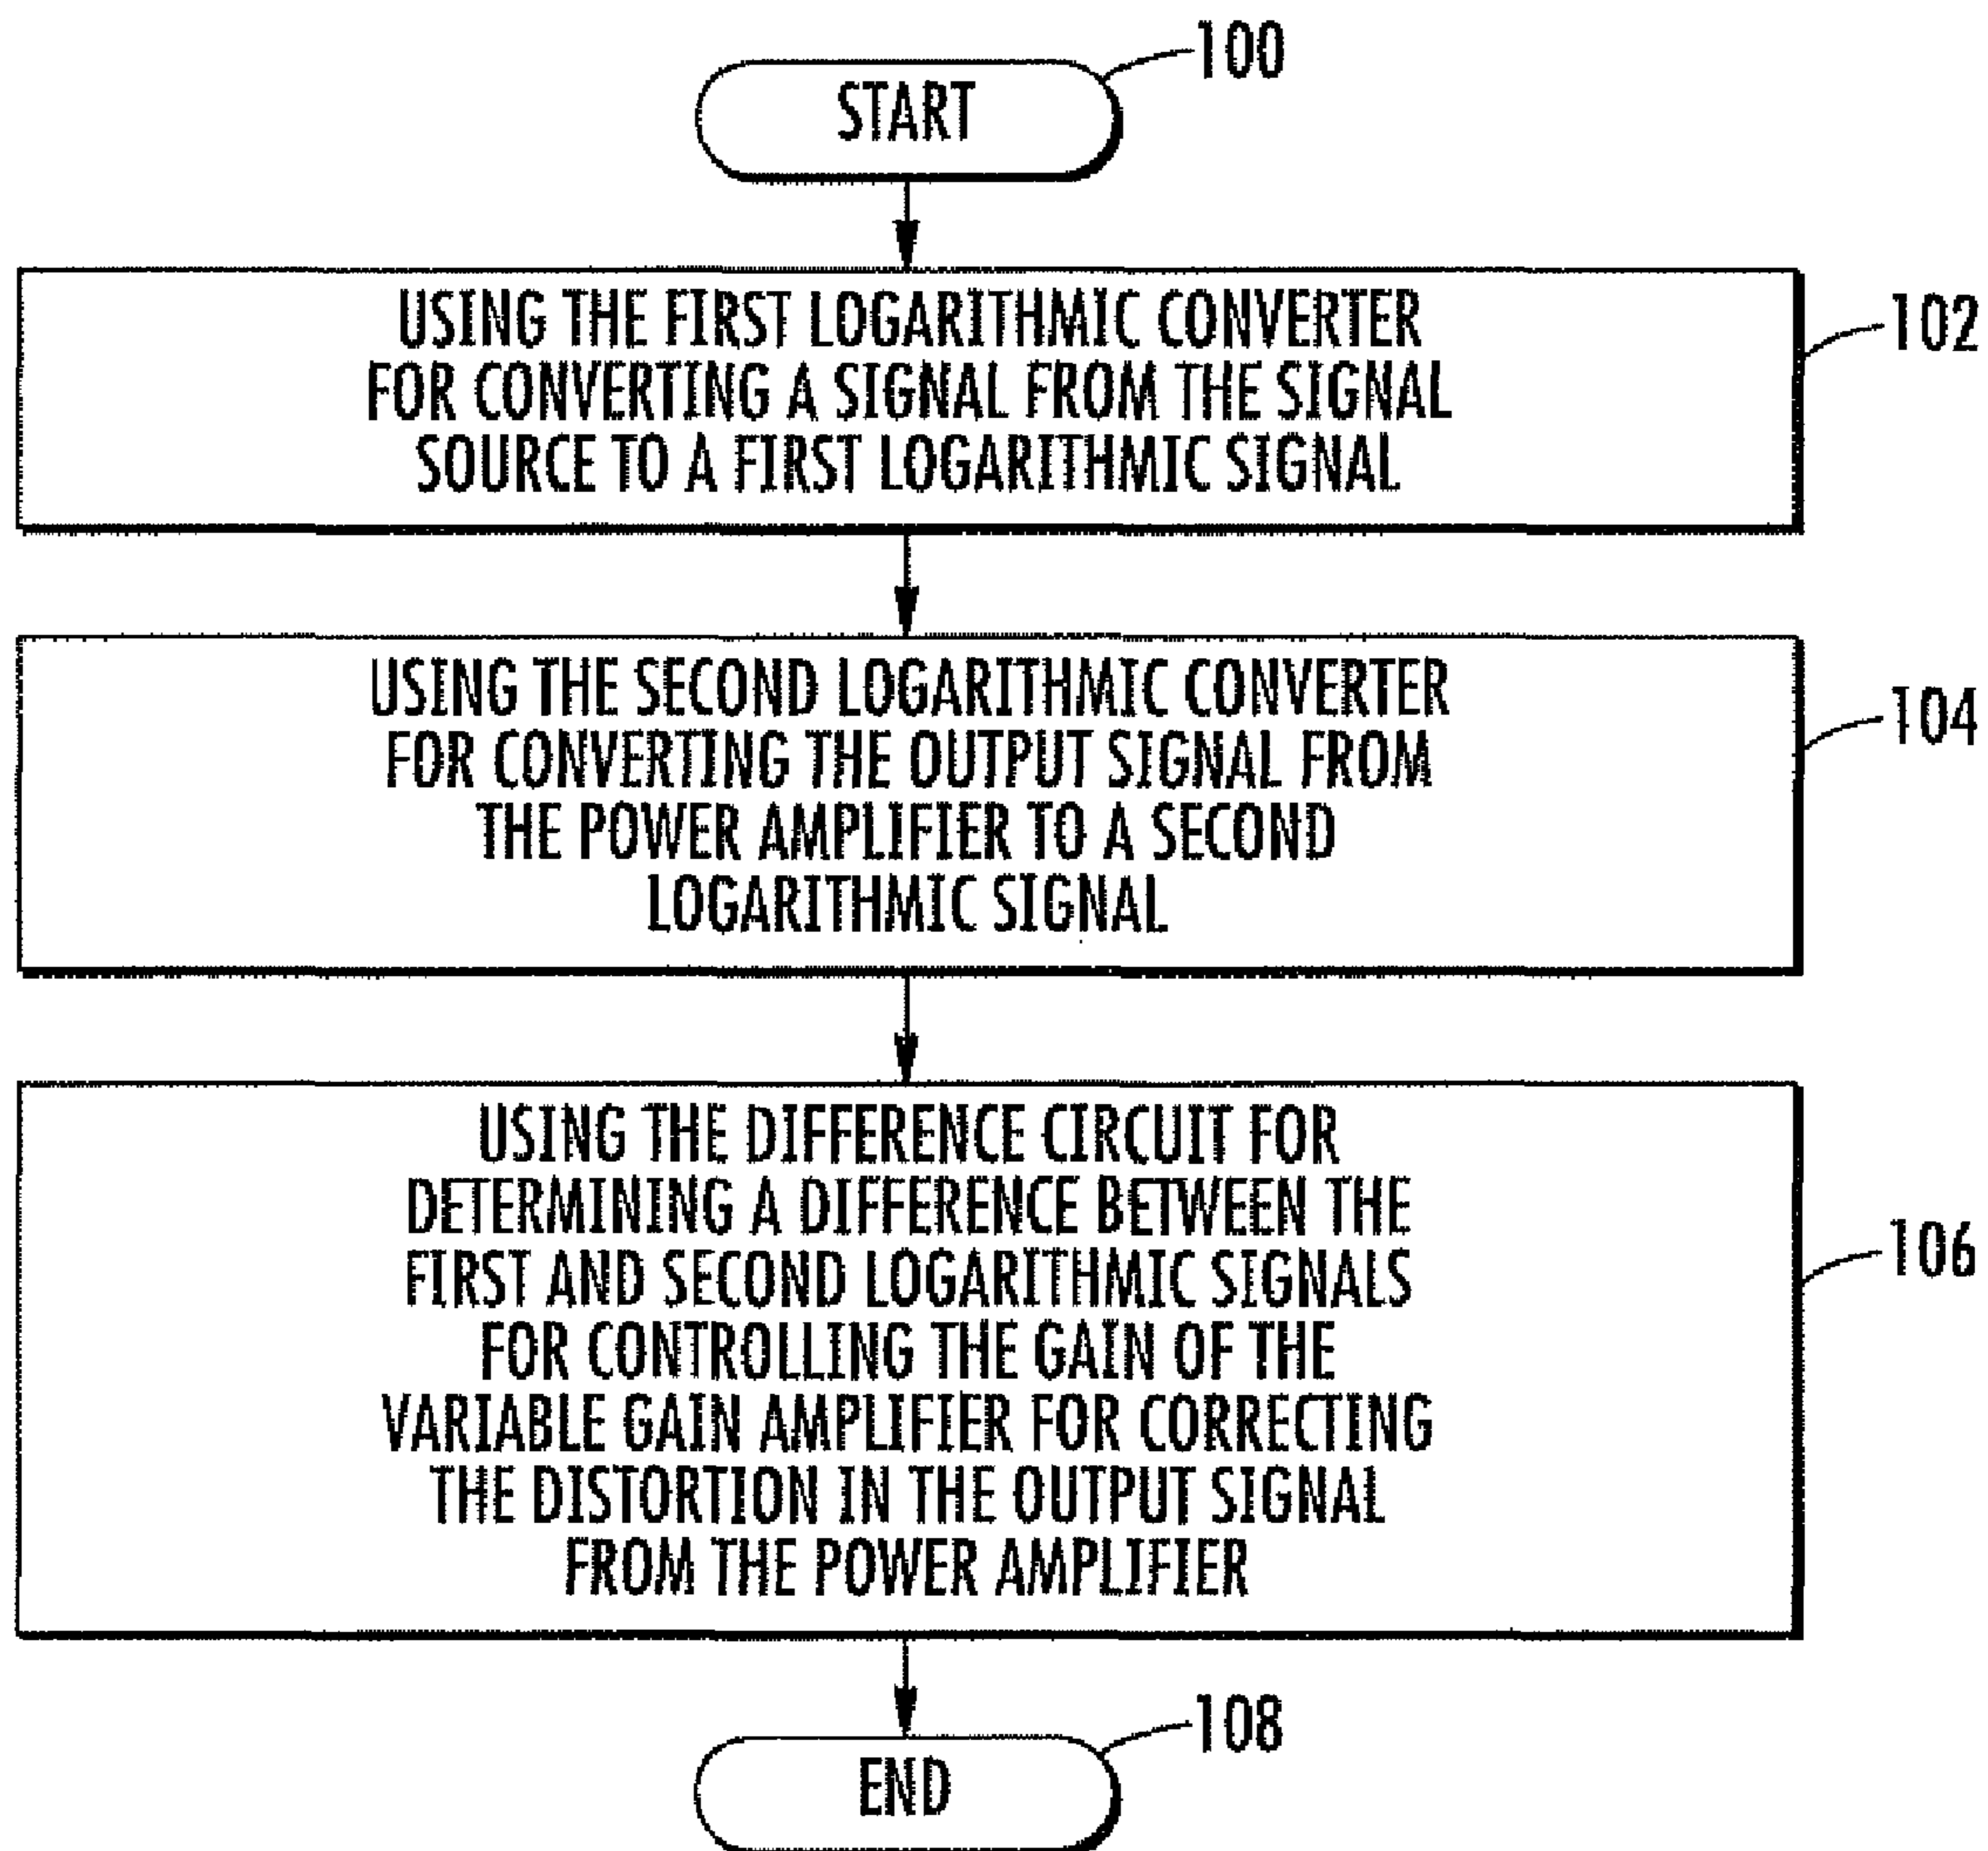 100
START
USING THE FIRST LOGARITHMIC CONVERTER
FOR CONVERTING A SIGNAL FROM THE SIGNAL
SOURCE TO A FIRST LOGARITHMIC SIGNAL
102
USING THE SECOND LOGARITHMIC CONVERTER
FOR CONVERTING THE OUTPUT SIGNAL FROM
THE POWER AMPLIFIER TO A SECOND
LOGARITHMIC SIGNAL
104
USING THE DIFFERENCE CIRCUIT FOR
DETERMINING A DIFFERENCE BETWEEN THE
FIRST AND SECOND LOGARITHMIC SIGNALS
FOR CONTROLLING THE GAIN OF THE
VARIABLE GAIN AMPLIFIER FOR CORRECTING
THE DISTORTION IN THE OUTPUT SIGNAL
FROM THE POWER AMPLIFIER
106
108
END